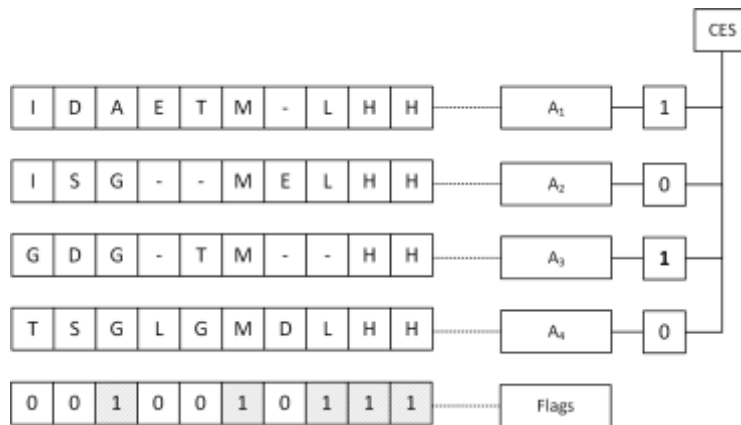 CES
I D A E T M - L H H A₁ 1
I S G - - M E L H H A₂ 0
G D G - T M - - H H A₃ 1
T S G L G M D L H H A₄ 0
0 0 1 0 0 1 0 1 1 1 Flags